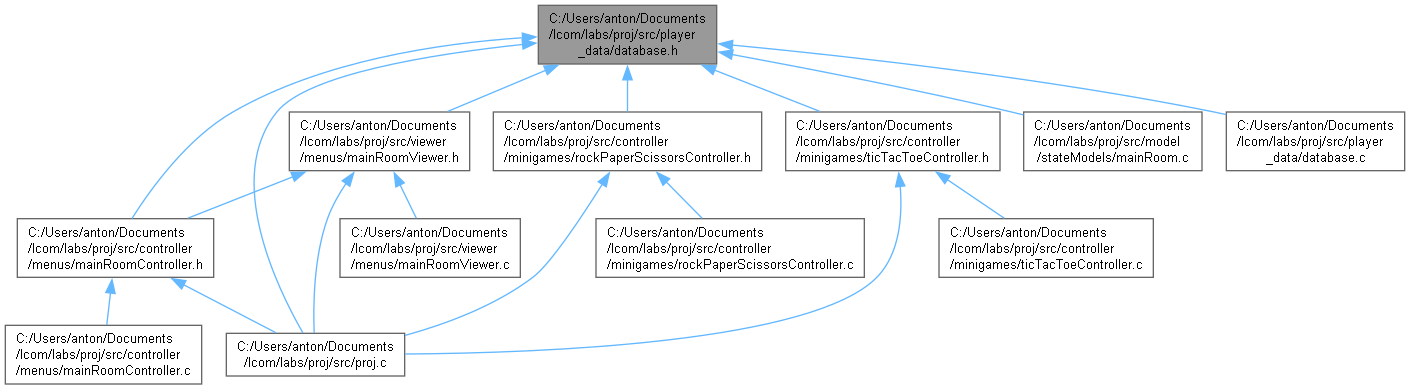 C:/Users/anton/Documents
/lcom/labs/proj/src/player
_data/database.h
C:/Users/anton/Documents
/lcom/labs/proj/src/viewer
/menus/mainRoomViewer.h
C:/Users/anton/Documents
/lcom/labs/proj/src/controller
/minigames/rockPaperScissorsController.h
C:/Users/anton/Documents
/lcom/labs/proj/src/controller
/minigames/ticTacToeController.h
C:/Users/anton/Documents
/lcom/labs/proj/src/model
/stateModels/mainRoom.c
C:/Users/anton/Documents
/lcom/labs/proj/src/player
_data/database.c
C:/Users/anton/Documents
/lcom/labs/proj/src/controller
/menus/mainRoomController.h
C:/Users/anton/Documents
/lcom/labs/proj/src/viewer
/menus/mainRoomViewer.c
C:/Users/anton/Documents
/lcom/labs/proj/src/controller
/minigames/rockPaperScissorsController.c
C:/Users/anton/Documents
/lcom/labs/proj/src/controller
/minigames/ticTacToeController.c
C:/Users/anton/Documents
/lcom/labs/proj/src/controller
/menus/mainRoomController.c
C:/Users/anton/Documents
/lcom/labs/proj/src/proj.c